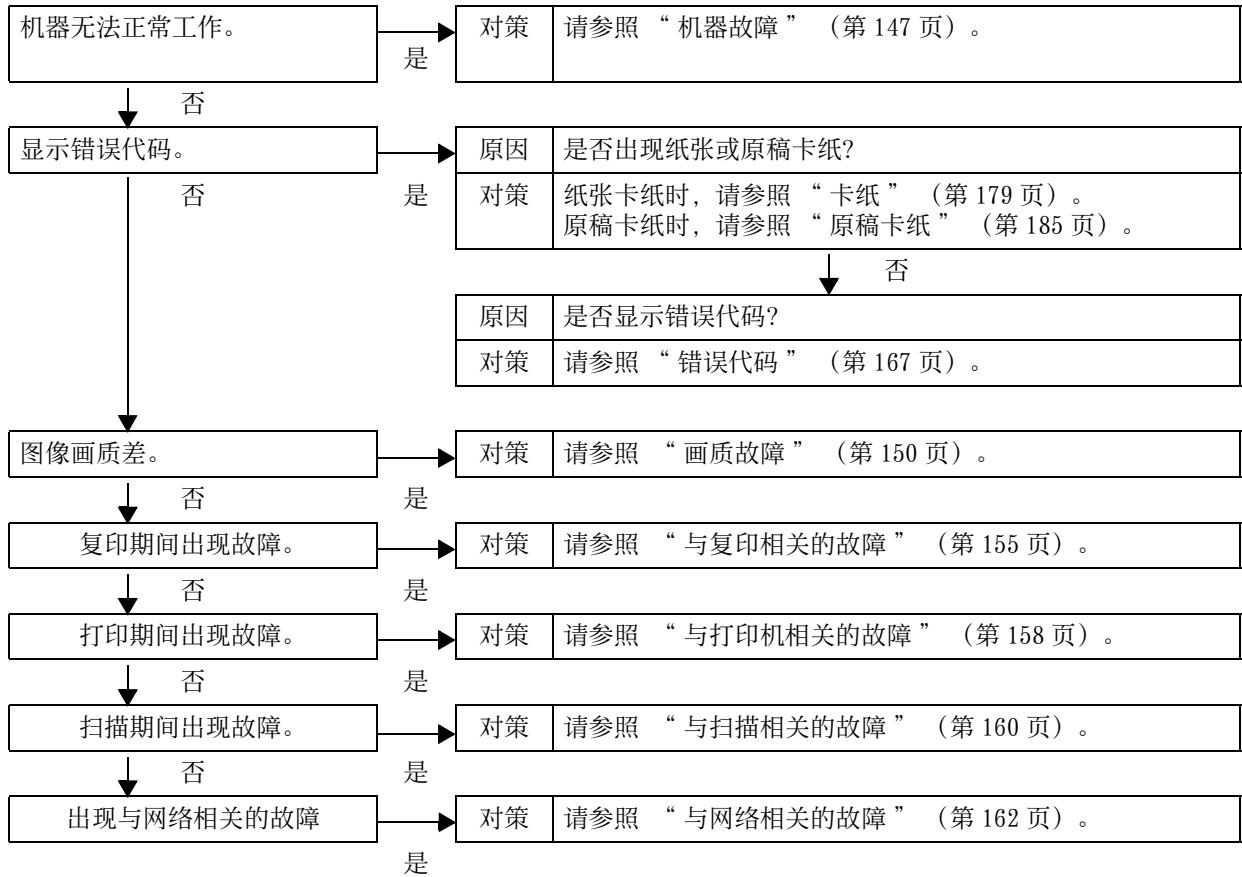 机器无法正常工作。
对策 请参照 “ 机器故障 ” （第 147 页）。
是
否
显示错误代码。
原因 是否出现纸张或原稿卡纸？
否
是
对策 纸张卡纸时，请参照 “ 卡纸 ” （第 179 页）。
原稿卡纸时，请参照 “ 原稿卡纸 ” （第 185 页）。
否
原因 是否显示错误代码？
对策 请参照 “ 错误代码 ” （第 167 页）。
图像画质差。
对策 请参照 “ 画质故障 ” （第 150 页）。
否
是
复印期间出现故障。
对策 请参照 “ 与复印相关的故障 ” （第 155 页）。
否
是
打印期间出现故障。
对策 请参照 “ 与打印机相关的故障 ” （第 158 页）。
否
是
扫描期间出现故障。
对策 请参照 “ 与扫描相关的故障 ” （第 160 页）。
否
是
出现与网络相关的故障
对策 请参照 “ 与网络相关的故障 ” （第 162 页）。
是